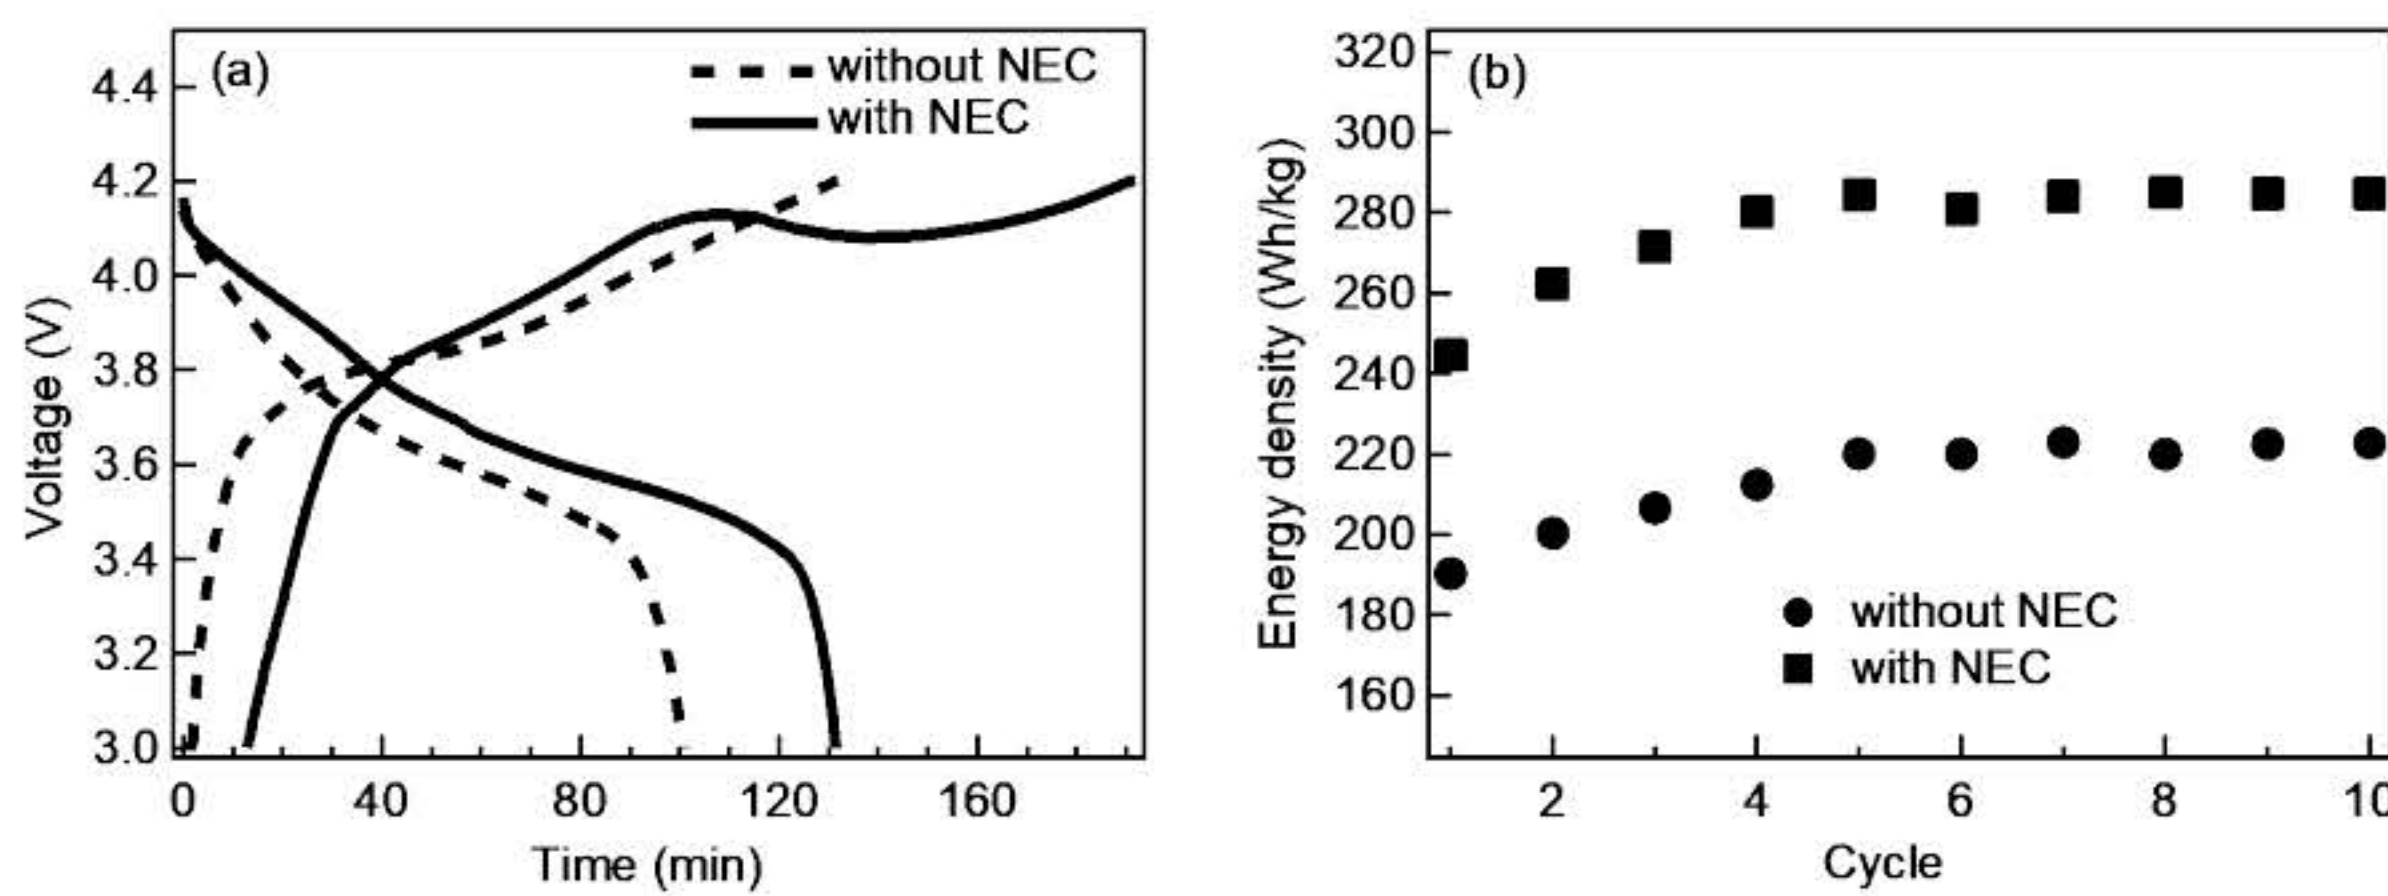 (a)
without NEC
with NEC
4.4
4.2
4.0
3.8
3.6
3.4
3.2
3.0
Voltage (V)
0 40 80 120 160
Time (min)
(b)
320
300
280
260
240
220
200
180
160
Energy density (Wh/kg)
without NEC
with NEC
2 4 6 8 10
Cycle